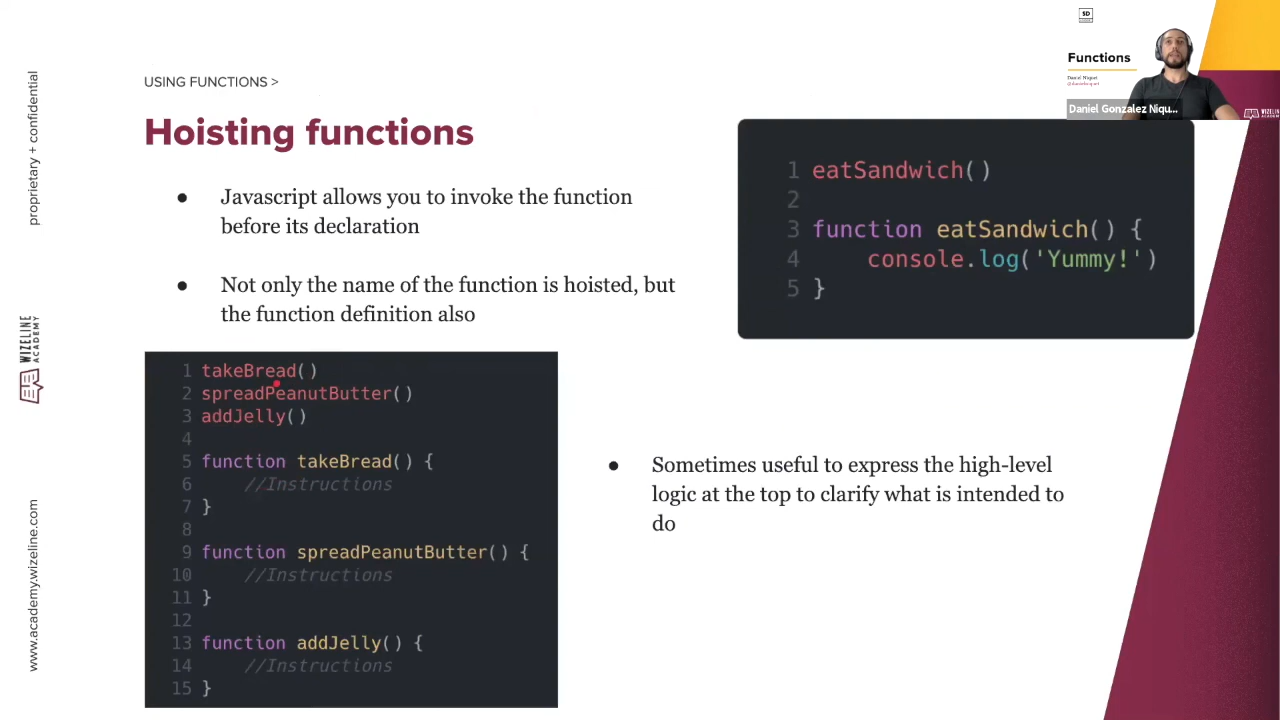 USING FUNCTIONS >
Hoisting functions
● Javascript allows you to invoke the function
before its declaration
● Not only the name of the function is hoisted, but
the function definition also
1 eatSandwich()
2
3 function eatSandwich() {
4 console.log('Yummy!')
5 }
1 takeBread()
2 spreadPeanutButter()
3 addJelly()
4
5 function takeBread() {
6 //Instructions
7 }
8
9 function spreadPeanutButter() {
10 //Instructions
11 }
12
13 function addJelly() {
14 //Instructions
15 }
● Sometimes useful to express the high-level
logic at the top to clarify what is intended to
do
proprietary + confidential
WIZELINE
ACADEMY
www.academy.wizeline.com
SD
Functions
Daniel Niquet
Daniel Gonzalez Niqu...